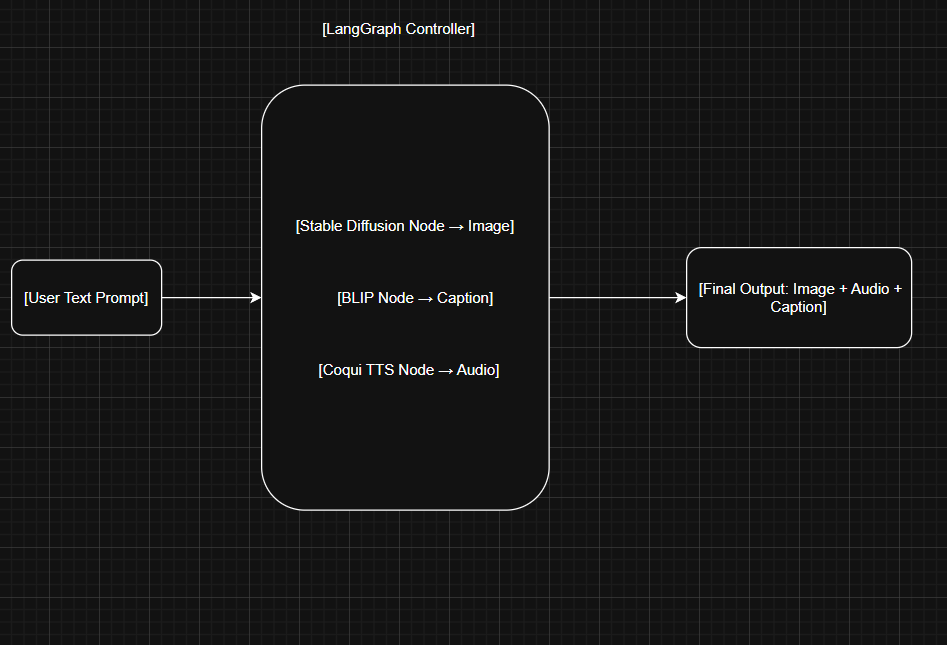 [LangGraph Controller]
[Stable Diffusion Node → Image]
[User Text Prompt]
[BLIP Node → Caption]
[Coqui TTS Node → Audio]
[Final Output: Image + Audio +
Caption]